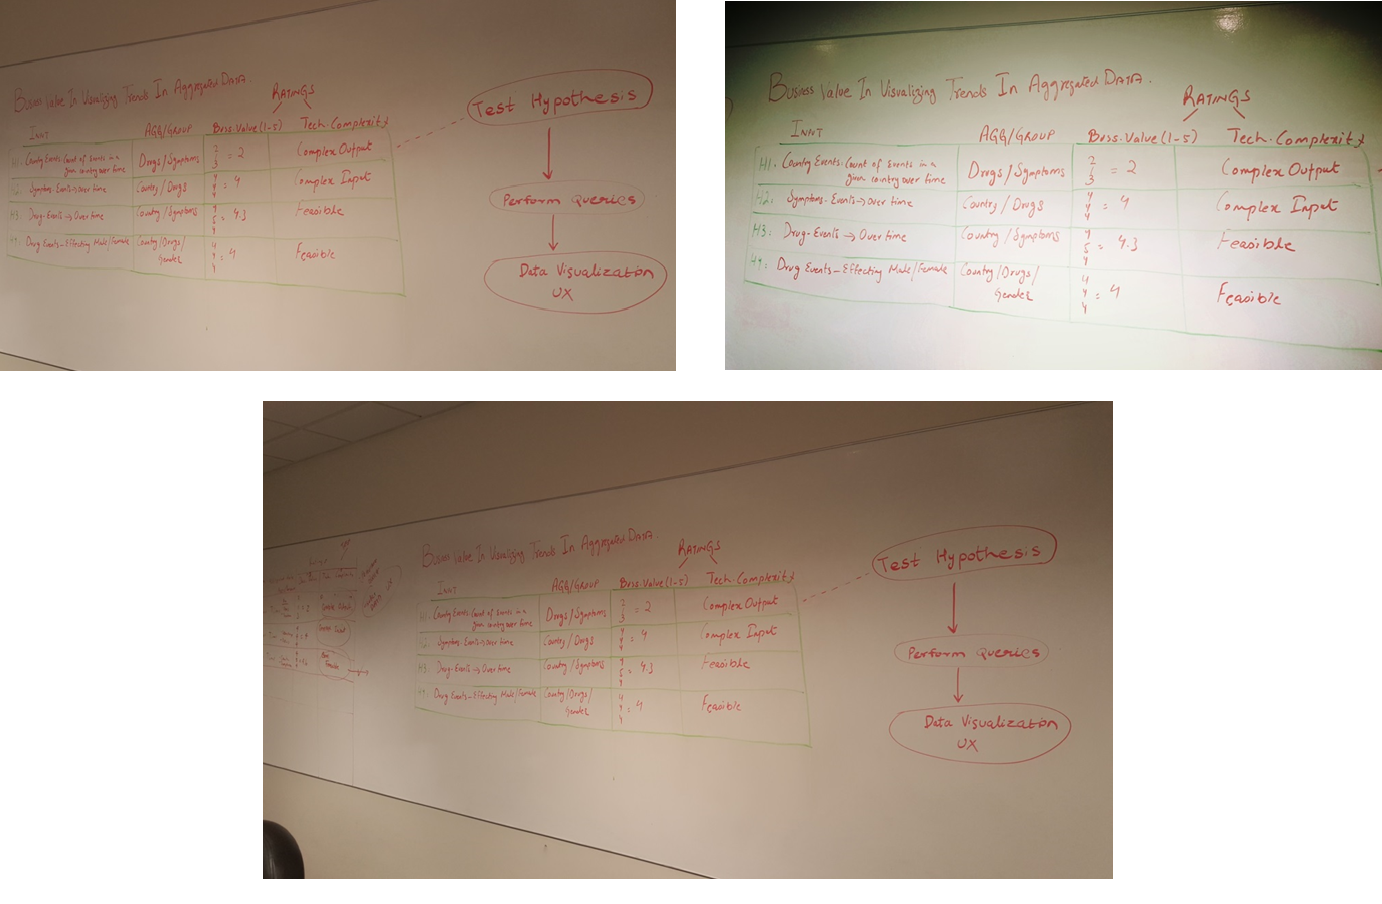 Business Value In Visualizing Trends In Aggregated Data.
RATINGS
Input AGG/GROUP Buss. Value (1-5) Tech. Complexity
H1. Country Events. Count of Events in a given country over time Drugs/Symptoms 2 1 3 = 2 Complex Output
H2: Symptoms. Events → Over time Country/Drugs 4 4 4 = 4 Complex Input
H3: Drug-Events → Over time Country/Symptoms 4 5 4 = 4.3 Feasible
H4: Drug Events - Effecting Male/Female Country/Drugs/Gender 4 4 4 = 4 Feasible
Test Hypothesis
Perform Queries
Data Visualization
UX
Business Value In Visualizing Trends In Aggregated Data.
RATINGS
Input AGG/GROUP Buss. Value (1-5) Tech. Complexity
H1. Country Events. Count of Events in a
given country over time Drugs/Symptoms 2 1 3 = 2 Complex Output
H2: Symptoms. Events → Over time Country/Drugs 4 4 4 = 4 Complex Input
H3: Drug-Events → Over time Country/Symptoms 4 5 4 = 4.3 Feasible
H4: Drug Events - Effecting Male/Female Country/Drugs/
Gender 4 4 4 = 4 Feasible
Business Value In Visualizing Trends In Aggregated Data.
RATINGS
Input AGG/GROUP Buss. Value (1-5) Tech. Complexity
H1. Country Events. Count of Events in a
given country over time Drugs/Symptoms 2 1 3 = 2 Complex Output
H2: Symptoms. Events → Over time Country/Drugs 4 4 4 = 4 Complex Input
H3: Drug-Events → Over time Country/Symptoms 4 5 4 = 4.3 Feasible
H4: Drug Events - Effecting Male/Female Country/Drugs/
Gender 4 4 4 = 4 Feasible
Test Hypothesis
Perform Queries
Data Visualization
UX